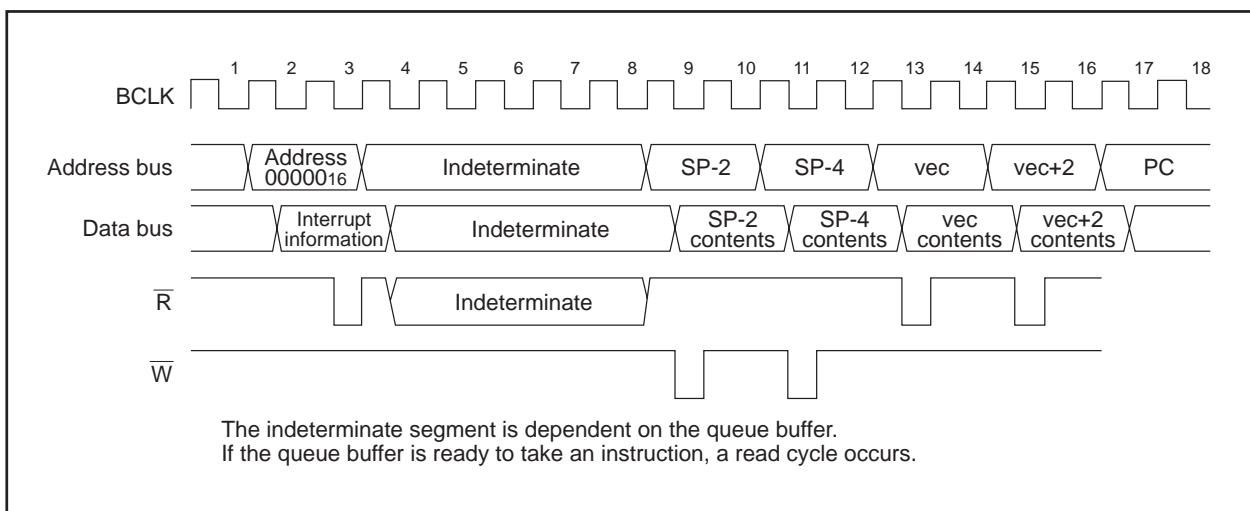 1 2 3 4 5 6 7 8 9 10 11 12 13 14 15 16 17 18
BCLK
Address bus
Address
000016
Indeterminate
SP-2
SP-4
vec
vec+2
PC
Data bus
Interrupt
information
Indeterminate
SP-2
contents
SP-4
contents
vec
contents
vec+2
contents
R
Indeterminate
W
The indeterminate segment is dependent on the queue buffer.
If the queue buffer is ready to take an instruction, a read cycle occurs.